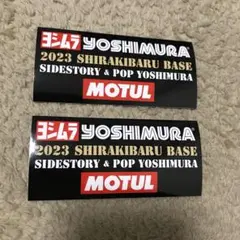 ヨシムラ YOSHIMURA
2023 SHIRAKIBARU BASE
SIDESTORY & POP YOSHIMURA
MOTUL
ヨシムラ YOSHIMURA
2023 SHIRAKIBARU BASE
SIDESTORY & POP YOSHIMURA
MOTUL